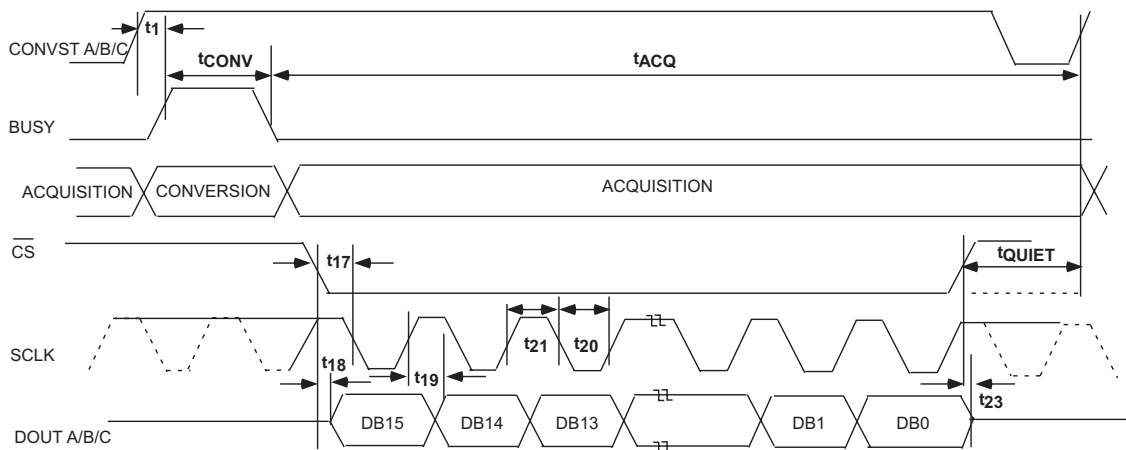 t1
CONVST A/B/C
tCONV
tACQ
BUSY
ACQUISITION
CONVERSION
ACQUISITION
CS
t17
tQUIET
SCLK
t21
t20
t18
t19
t23
DOUT A/B/C
DB15
DB14
DB13
DB1
DB0